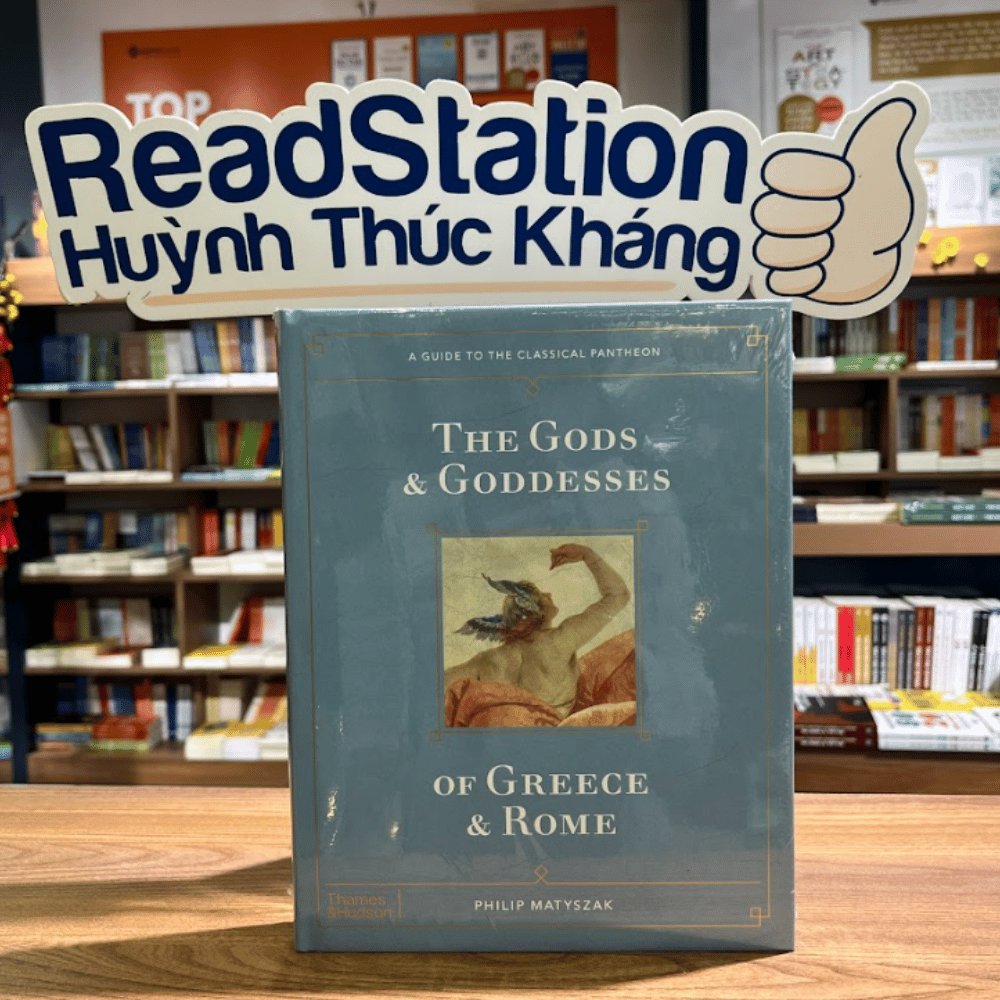 TOP
ReadStation
Huỳnh Thúc Kháng
A GUIDE TO THE CLASSICAL PANTHEON
THE GODS
& GODDESSES
OF GREECE
& ROME
Thames
&Hudson
PHILIP MATYSZAK